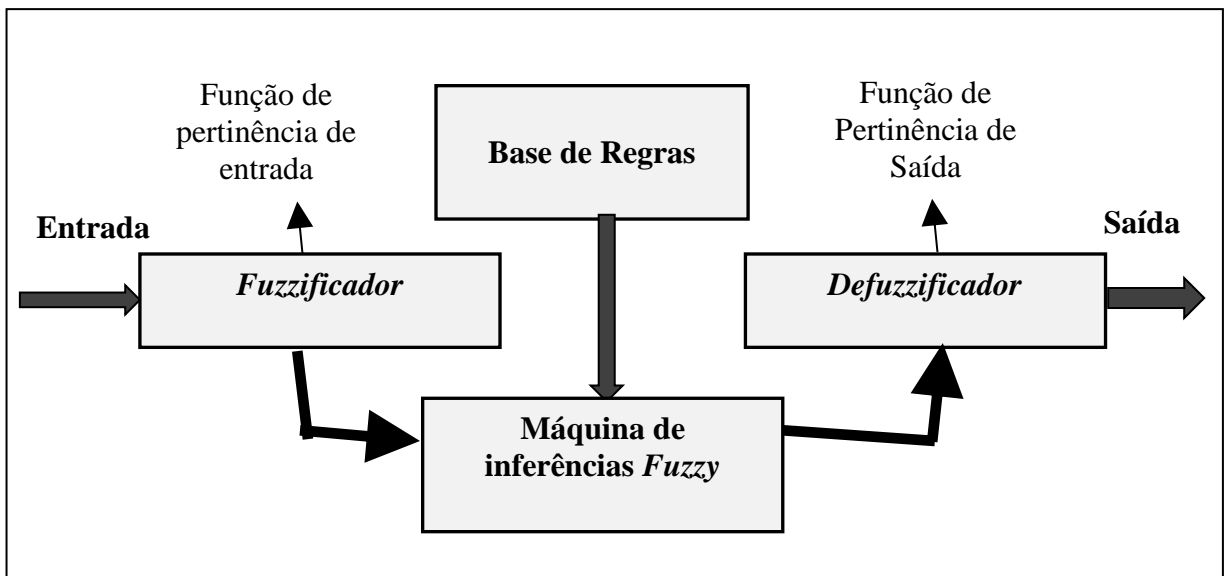 Função de
pertinência de
entrada
Base de Regras
Função de
Pertinência de
Saída
Entrada
Saída
Fuzzificador
Defuzzificador
Máquina de
inferências Fuzzy